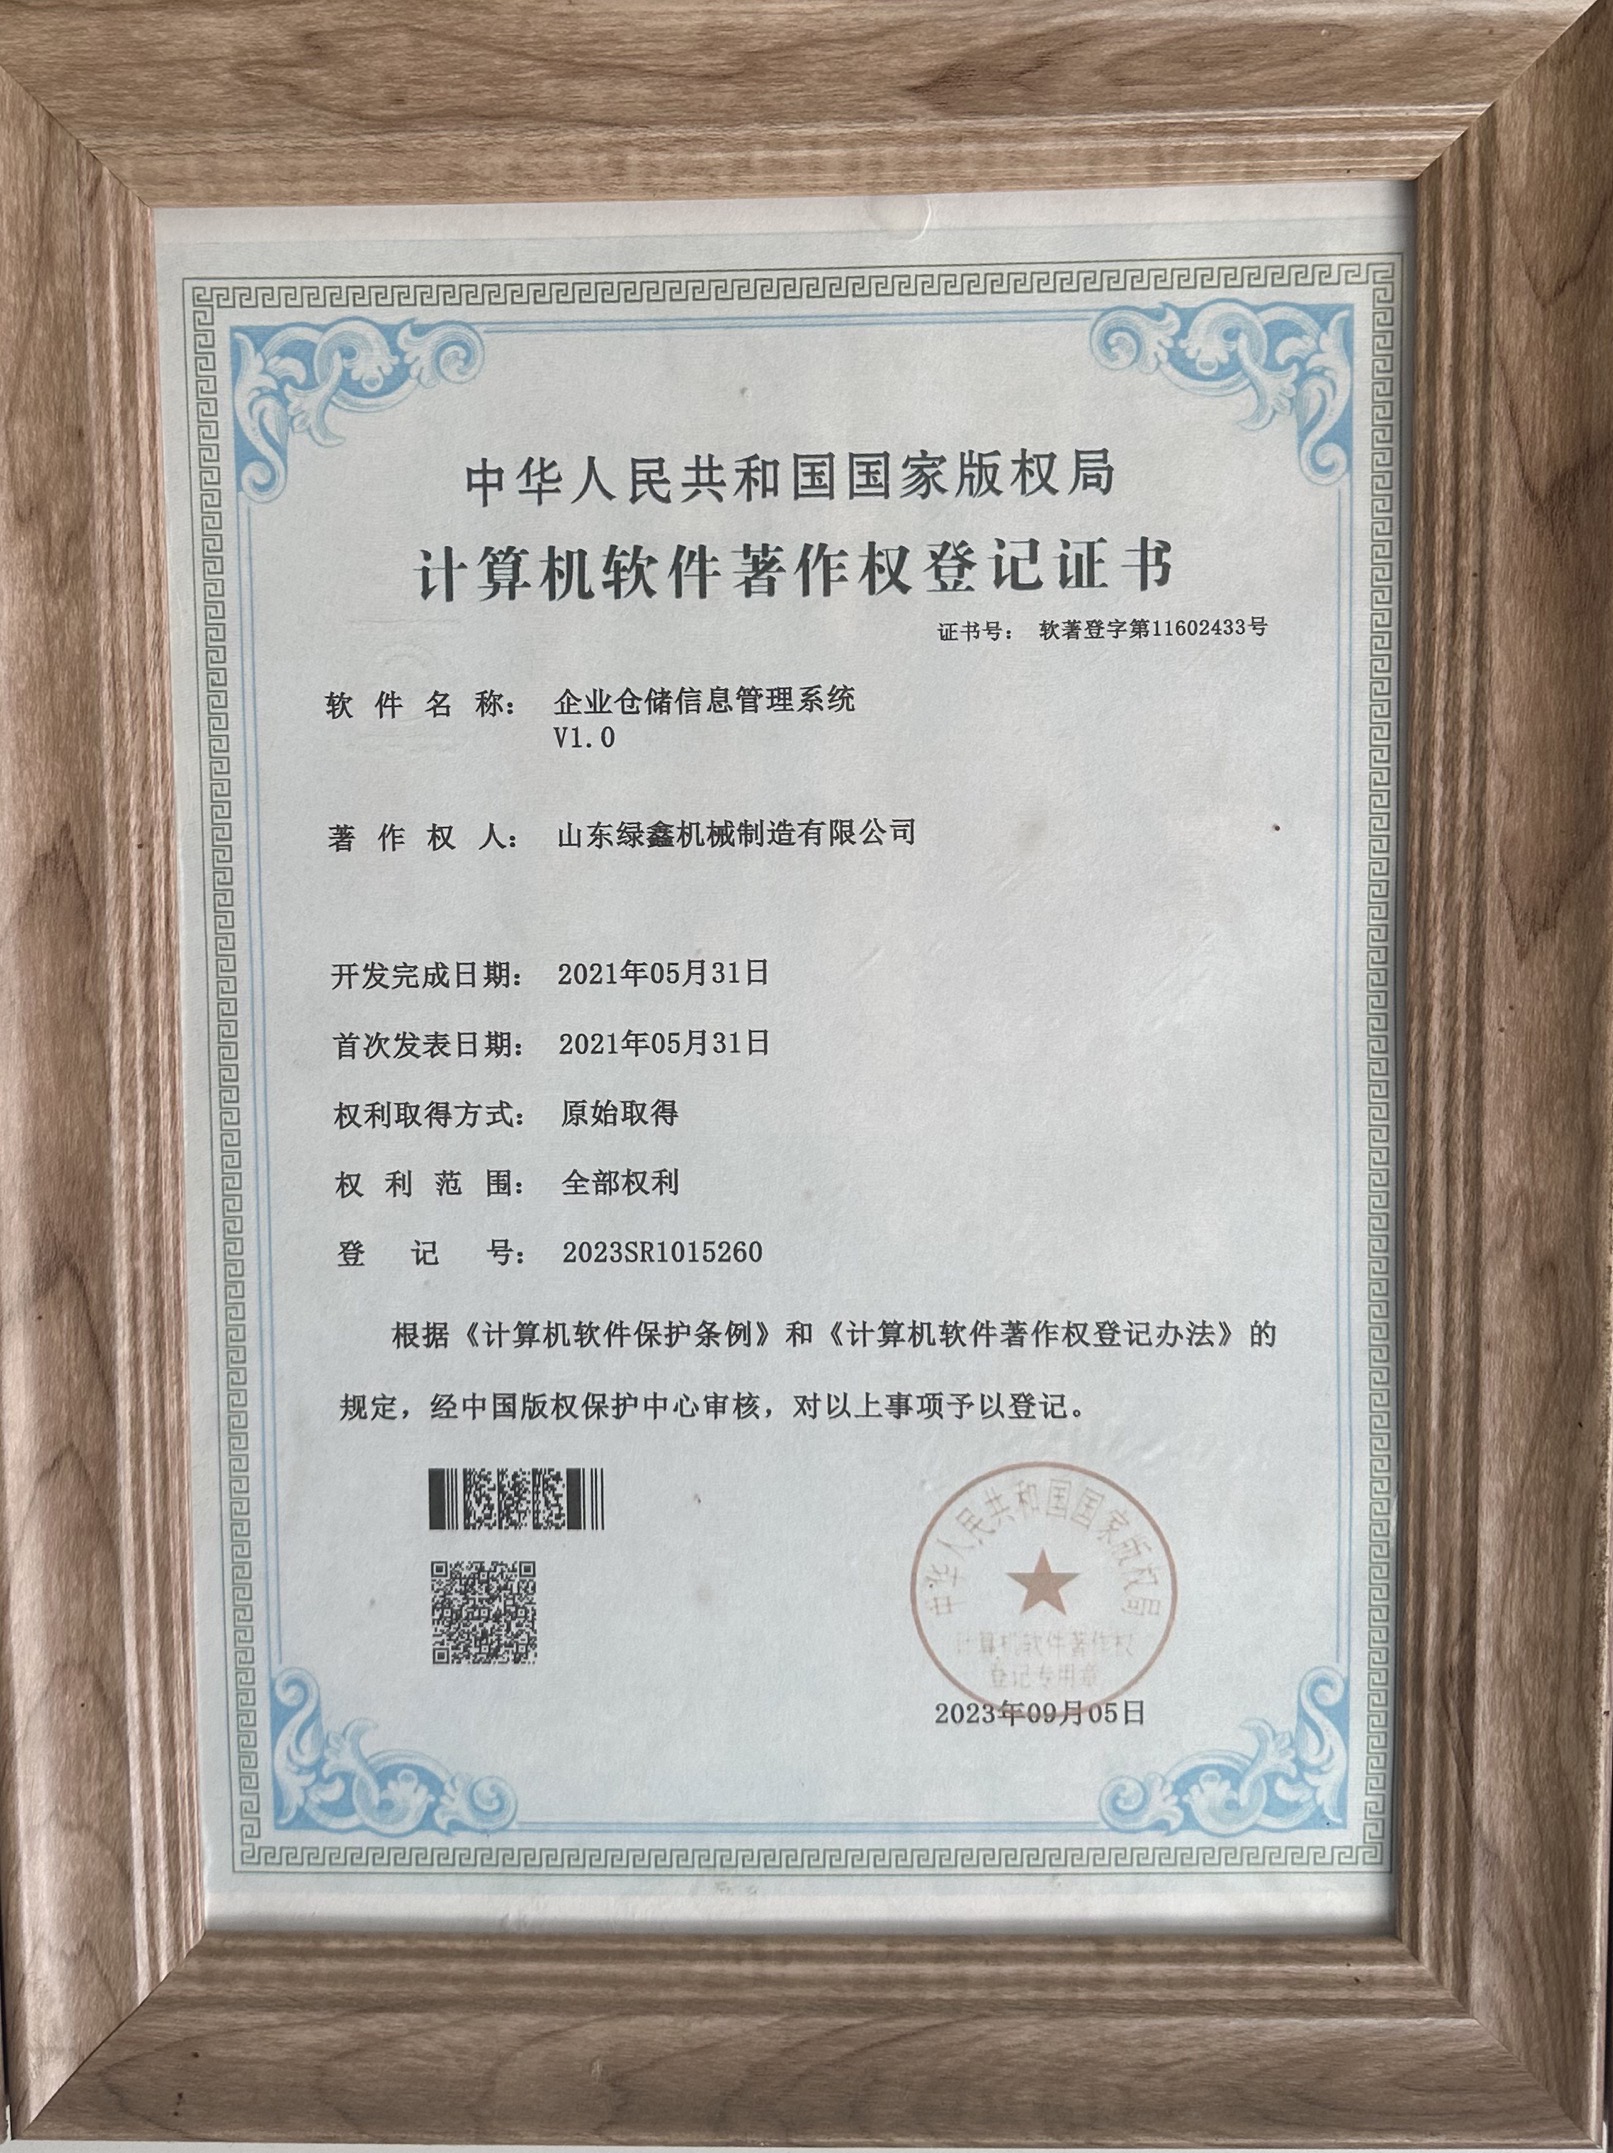 中华人民共和国国家版权局
计算机软件著作权登记证书
证书号： 软著登字第11602433号
软件名称： 企业仓储信息管理系统
V1.0
著作权人： 山东绿鑫机械制造有限公司
开发完成日期： 2021年05月31日
首次发表日期： 2021年05月31日
权利取得方式： 原始取得
权利范围： 全部权利
登记号： 2023SR1015260
根据《计算机软件保护条例》和《计算机软件著作权登记办法》的
规定，经中国版权保护中心审核，对以上事项予以登记。
中华人民共和国国家版权局
计算机软件著作权
登记专用章
2023年09月05日